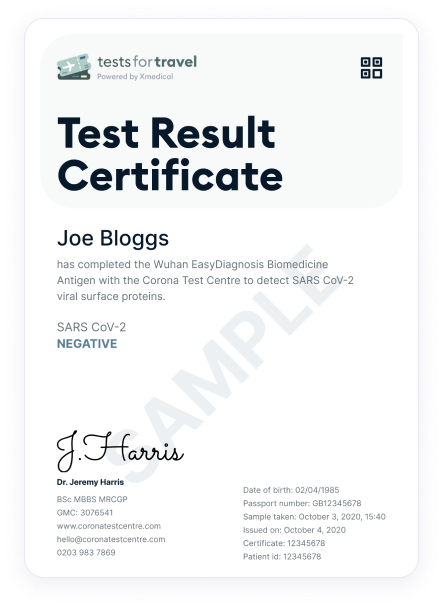 testsfortravel
Powered by Xmedical
Test Result
Certificate
Joe Bloggs
has completed the Wuhan EasyDiagnosis Biomedicine
Antigen with the Corona Test Centre to detect SARS CoV-2
viral surface proteins.
SARS CoV-2
NEGATIVE
SAMPLE
J.Harris
Dr. Jeremy Harris
BSc MBBS MRCGP
GMC: 3076541
www.coronatestcentre.com
hello@coronatestcentre.com
0203 983 7869
Date of birth: 02/04/1985
Passport number: GB12345678
Sample taken: October 3, 2020, 15:40
Issued on: October 4, 2020
Certificate: 12345678
Patient id: 12345678